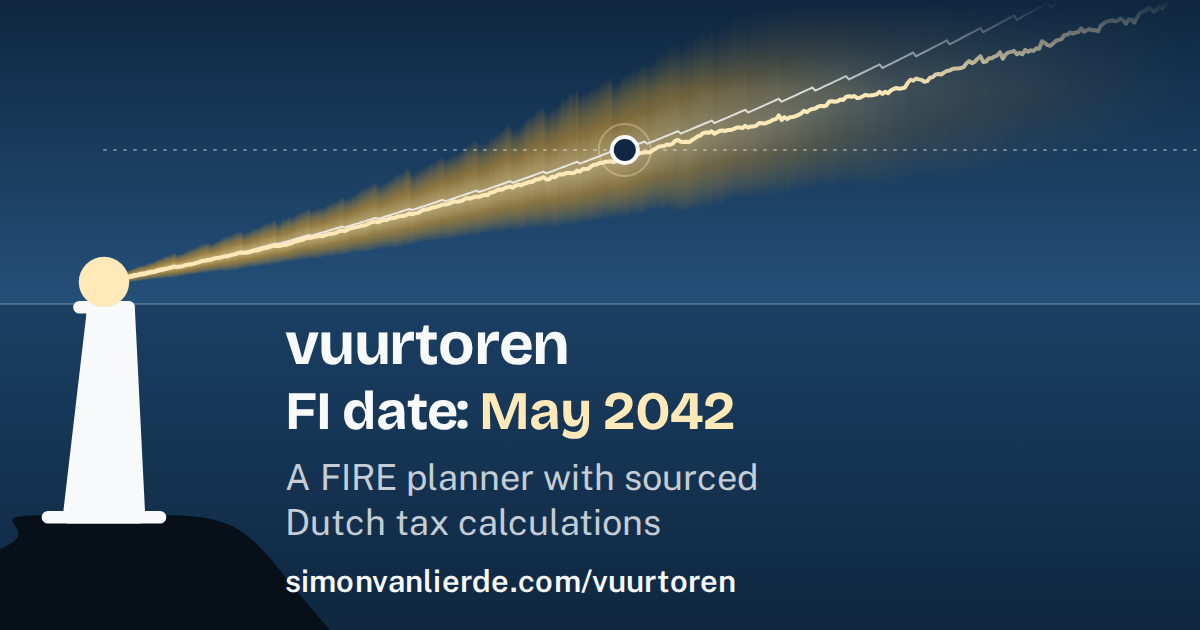 vuurtoren
FI date: May 2042
A FIRE planner with sourced
Dutch tax calculations
simonvanlierde.com/vuurtoren